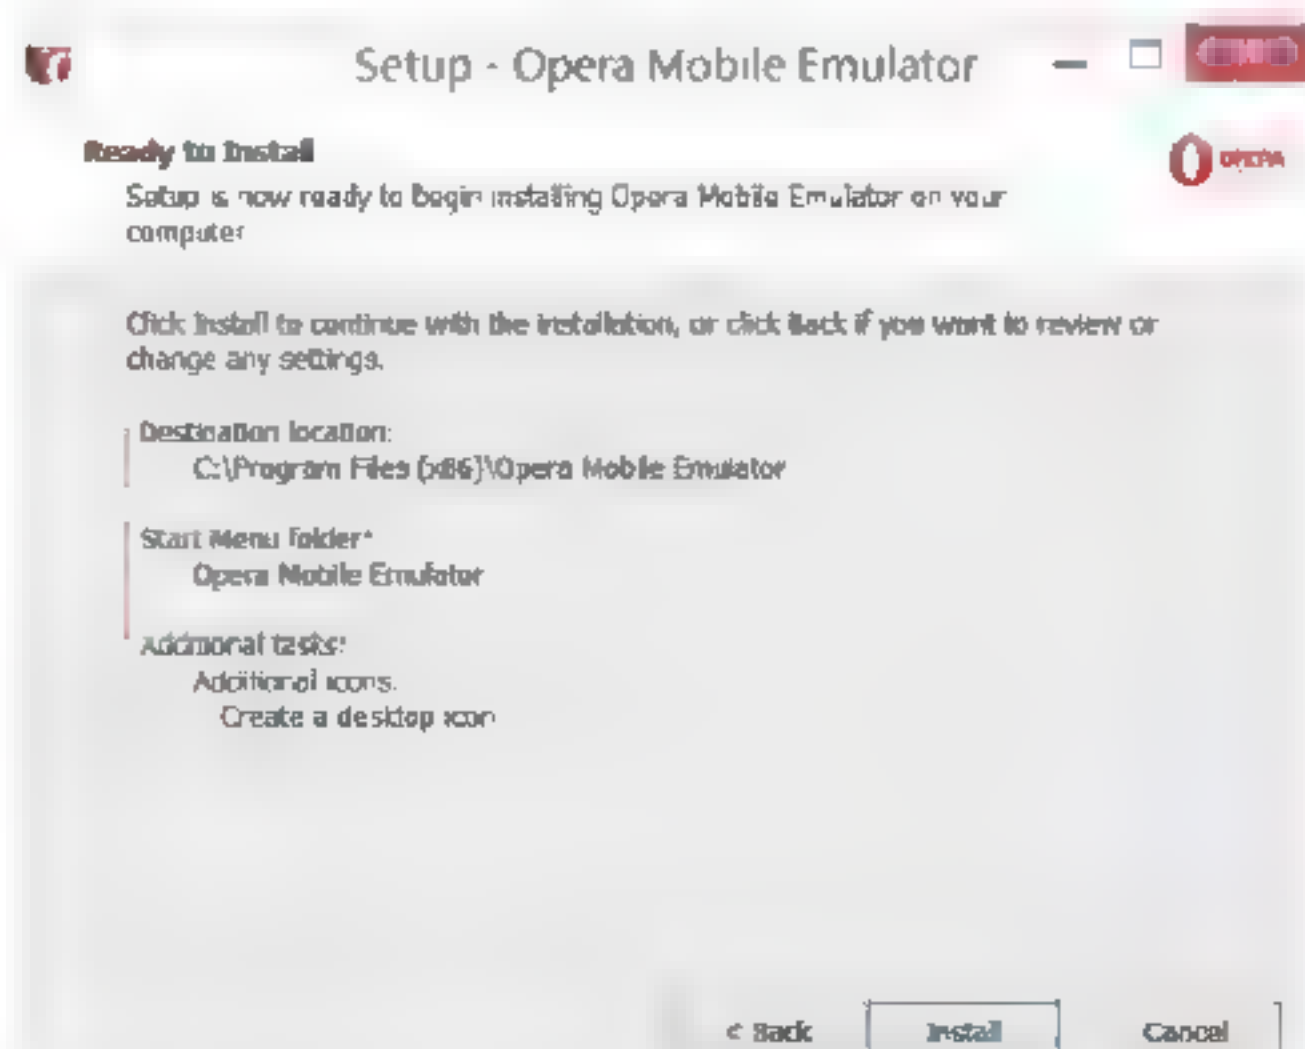 Setup - Opera Mobile Emulator
OPERA
Ready to Install
Setup is now ready to begin installing Opera Mobile Emulator on your
computer
Click Install to continue with the installation, or click Back if you want to review or
change any settings.
Destination location:
C:\Program Files (x86)\Opera Mobile Emulator
Start Menu folder:
Opera Mobile Emulator
Additional tasks:
Additional icons:
Create a desktop icon
< Back
Install
Cancel